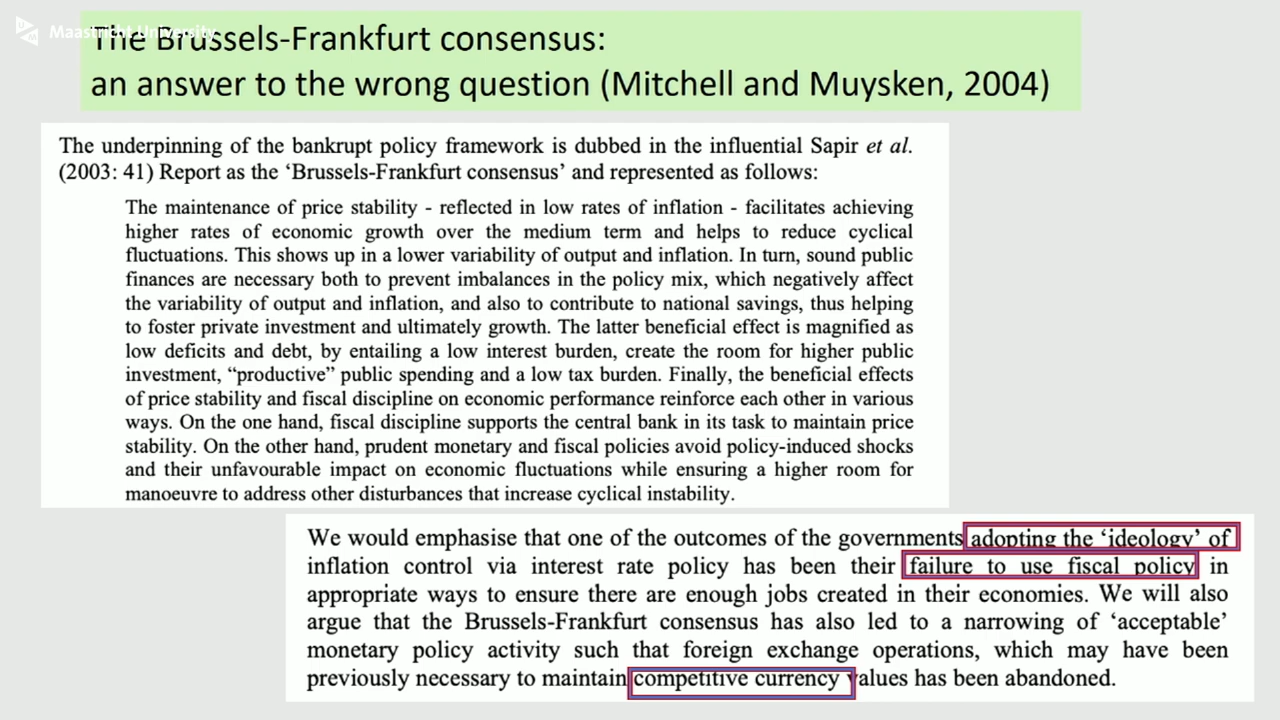 Maastricht University
The Brussels-Frankfurt consensus:
an answer to the wrong question (Mitchell and Muysken, 2004)
The underpinning of the bankrupt policy framework is dubbed in the influential Sapir et al.
(2003: 41) Report as the ‘Brussels-Frankfurt consensus’ and represented as follows:
The maintenance of price stability - reflected in low rates of inflation - facilitates achieving
higher rates of economic growth over the medium term and helps to reduce cyclical
fluctuations. This shows up in a lower variability of output and inflation. In turn, sound public
finances are necessary both to prevent imbalances in the policy mix, which negatively affect
the variability of output and inflation, and also to contribute to national savings, thus helping
to foster private investment and ultimately growth. The latter beneficial effect is magnified as
low deficits and debt, by entailing a low interest burden, create the room for higher public
investment, “productive” public spending and a low tax burden. Finally, the beneficial effects
of price stability and fiscal discipline on economic performance reinforce each other in various
ways. On the one hand, fiscal discipline supports the central bank in its task to maintain price
stability. On the other hand, prudent monetary and fiscal policies avoid policy-induced shocks
and their unfavourable impact on economic fluctuations while ensuring a higher room for
manoeuvre to address other disturbances that increase cyclical instability.
We would emphasise that one of the outcomes of the governments adopting the ‘ideology’ of
inflation control via interest rate policy has been their failure to use fiscal policy in
appropriate ways to ensure there are enough jobs created in their economies. We will also
argue that the Brussels-Frankfurt consensus has also led to a narrowing of ‘acceptable’
monetary policy activity such that foreign exchange operations, which may have been
previously necessary to maintain competitive currency values has been abandoned.